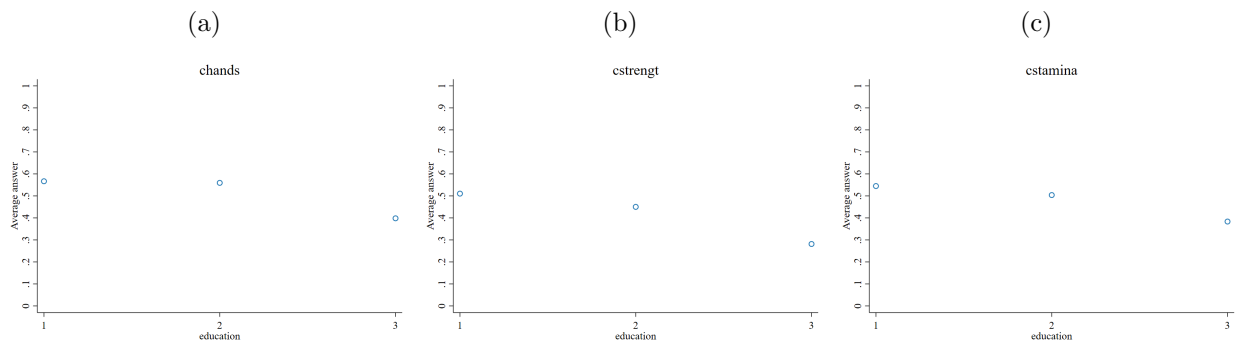 (a)
chands
Average answer
1
.9
.8
.7
.6
.5
.4
.3
.2
.1
0
1 2 3
education
(b)
cstrengt
Average answer
1
.9
.8
.7
.6
.5
.4
.3
.2
.1
0
1 2 3
education
(c)
cstamina
Average answer
1
.9
.8
.7
.6
.5
.4
.3
.2
.1
0
1 2 3
education